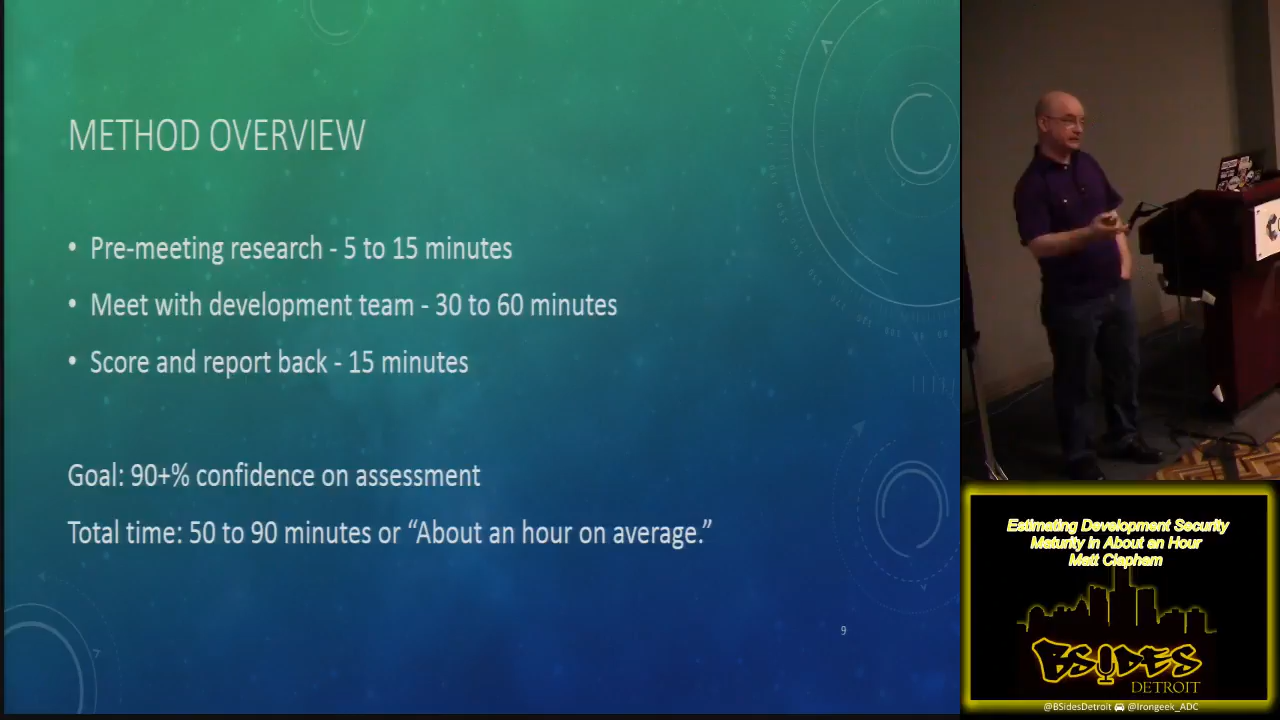 METHOD OVERVIEW
• Pre-meeting research - 5 to 15 minutes
• Meet with development team - 30 to 60 minutes
• Score and report back - 15 minutes
Goal: 90+% confidence on assessment
Total time: 50 to 90 minutes or “About an hour on average.”
9
Estimating Development Security
Maturity in About an Hour
Matt Clapham
BSIDES
DETROIT
@BSidesDetroit @Irongeek_ADC